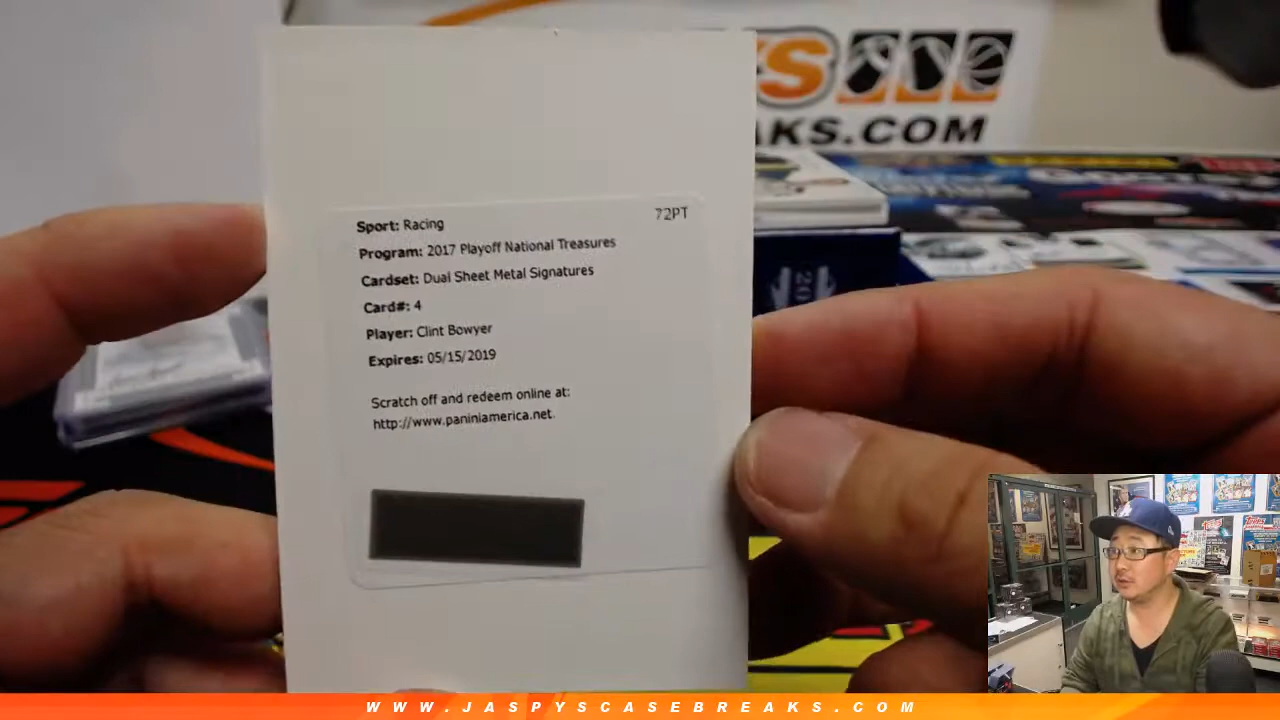 S
AKS.COM
Sport: Racing
72PT
Program: 2017 Playoff National Treasures
Cardset: Dual Sheet Metal Signatures
Card#: 4
Player: Clint Bowyer
Expires: 05/15/2019
Scratch off and redeem online at:
http://www.paniniamerica.net.
20
WWW.JASPYSCASEBREAKS.COM